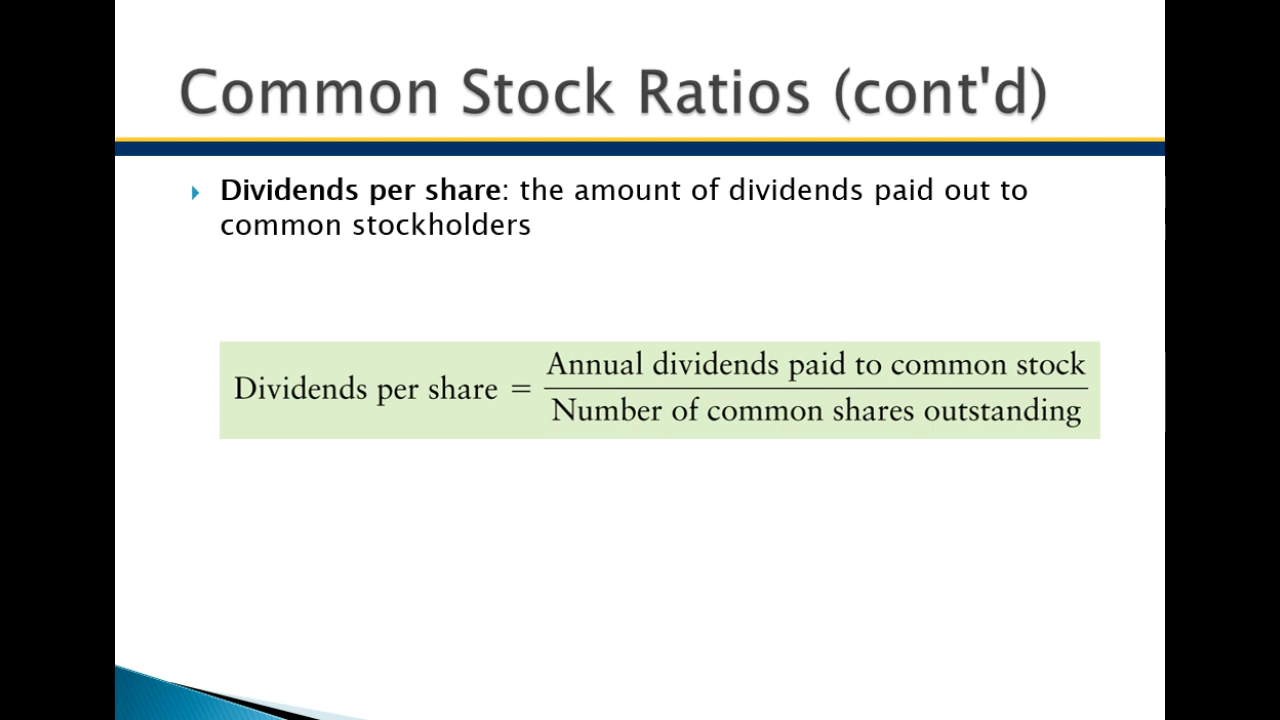 Common Stock Ratios (cont'd)
Dividends per share: the amount of dividends paid out to
common stockholders
Dividends per share = Annual dividends paid to common stock
Number of common shares outstanding